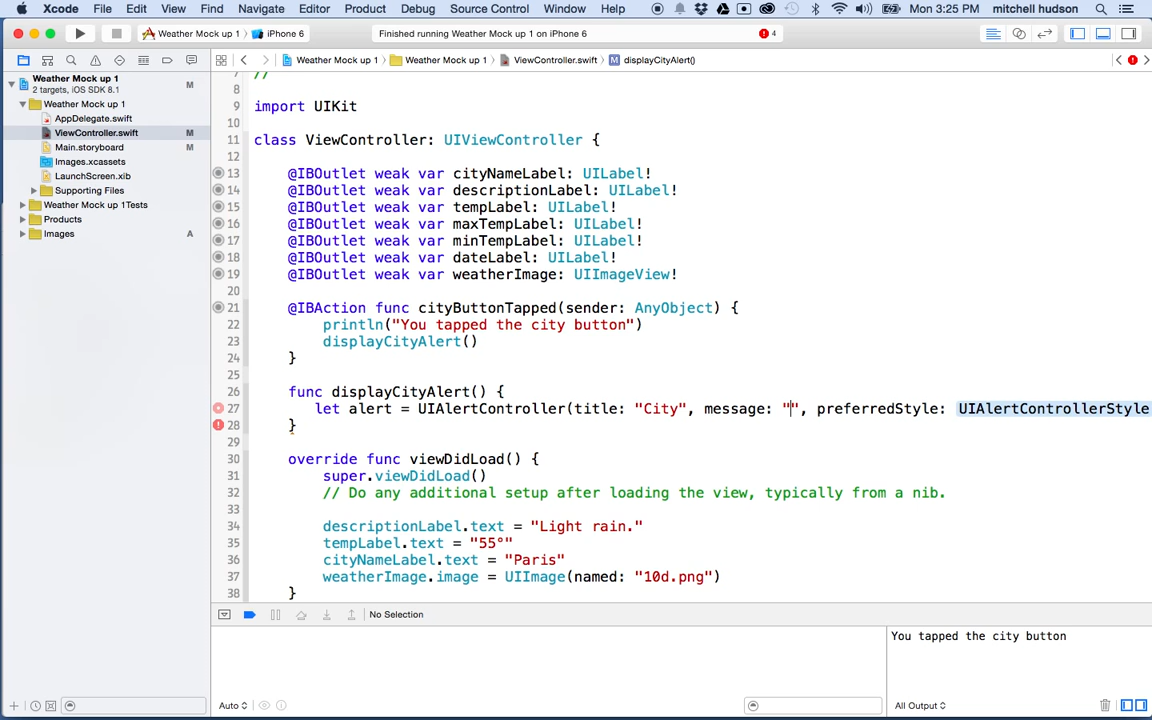 Xcode File Edit View Find Navigate Editor Product Debug Source Control Window Help Mon 3:25 PM mitchell hudson
Weather Mock up 1 iPhone 6 Finished running Weather Mock up 1 on iPhone 6 4
Weather Mock up 1 Weather Mock up 1 ViewController.swift displayCityAlert()
Weather Mock up 1 M
2 targets, iOS SDK 8.1
Weather Mock up 1
AppDelegate.swift
ViewController.swift M
Main.storyboard M
Images.xcassets
LaunchScreen.xib
Supporting Files
Weather Mock up 1Tests
Products
Images A
7 //
8
9 import UIKit
10
11 class ViewController: UIViewController {
12
13 @IBOutlet weak var cityNameLabel: UILabel!
14 @IBOutlet weak var descriptionLabel: UILabel!
15 @IBOutlet weak var tempLabel: UILabel!
16 @IBOutlet weak var maxTempLabel: UILabel!
17 @IBOutlet weak var minTempLabel: UILabel!
18 @IBOutlet weak var dateLabel: UILabel!
19 @IBOutlet weak var weatherImage: UIImageView!
20
21 @IBAction func cityButtonTapped(sender: AnyObject) {
22 println("You tapped the city button")
23 displayCityAlert()
24 }
25
26 func displayCityAlert() {
27 let alert = UIAlertController(title: "City", message: "", preferredStyle: UIAlertControllerStyle
28 }
29
30 override func viewDidLoad() {
31 super.viewDidLoad()
32 // Do any additional setup after loading the view, typically from a nib.
33
34 descriptionLabel.text = "Light rain."
35 tempLabel.text = "55°"
36 cityNameLabel.text = "Paris"
37 weatherImage.image = UIImage(named: "10d.png")
38 }
No Selection
You tapped the city button
Auto
All Output